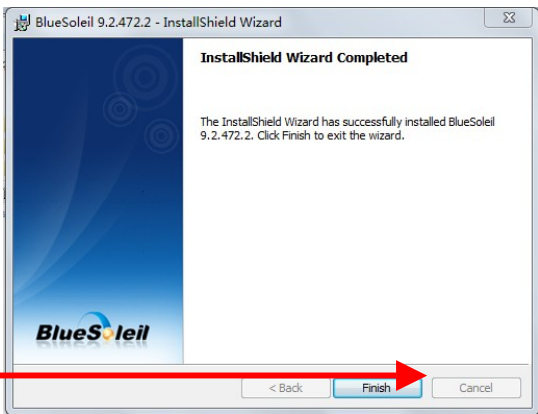 BlueSoleil 9.2.472.2 - InstallShield Wizard
InstallShield Wizard Completed
The InstallShield Wizard has successfully installed BlueSoleil
9.2.472.2. Click Finish to exit the wizard.
BlueSoleil
< Back
Finish
Cancel